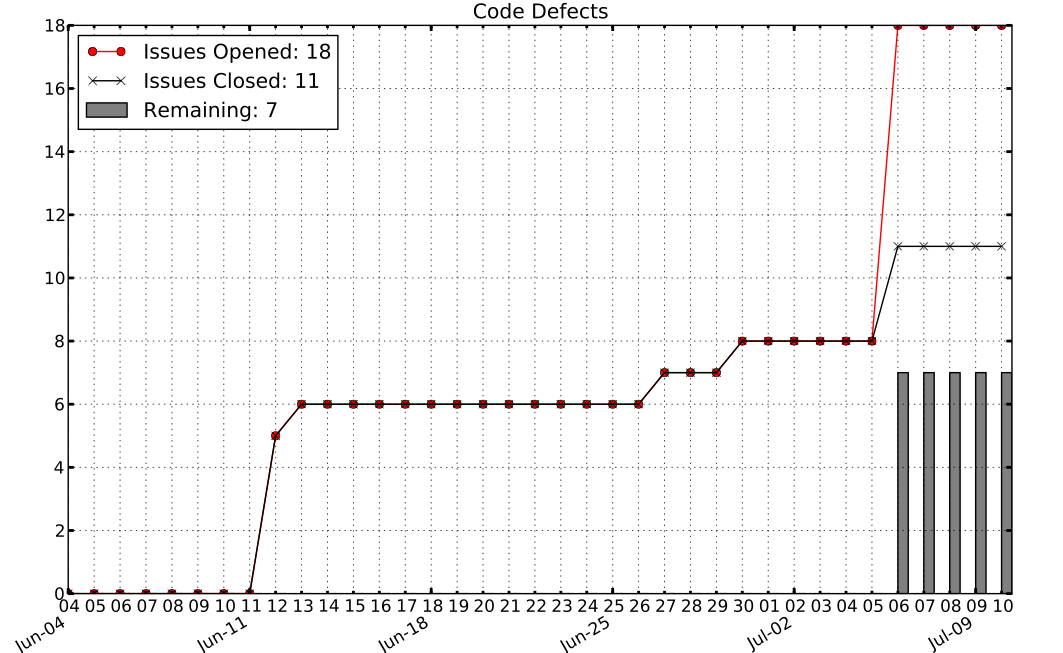 Code Defects
Issues Opened: 18
Issues Closed: 11
Remaining: 7
18
16
14
12
10
8
6
4
2
0
04 05 06 07 08 09 10 11 12 13 14 15 16 17 18 19 20 21 22 23 24 25 26 27 28 29 30 01 02 03 04 05 06 07 08 09 10
Jun-04 Jun-11 Jun-18 Jun-25 Jul-02 Jul-09